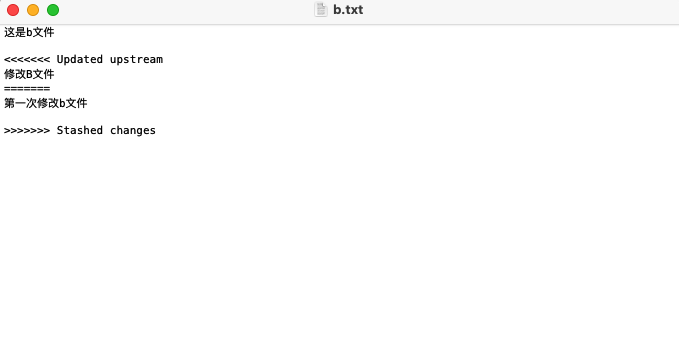 b.txt
这是b文件
<<<<<<< Updated upstream
修改B文件
=======
第一次修改b文件
>>>>>>> Stashed changes